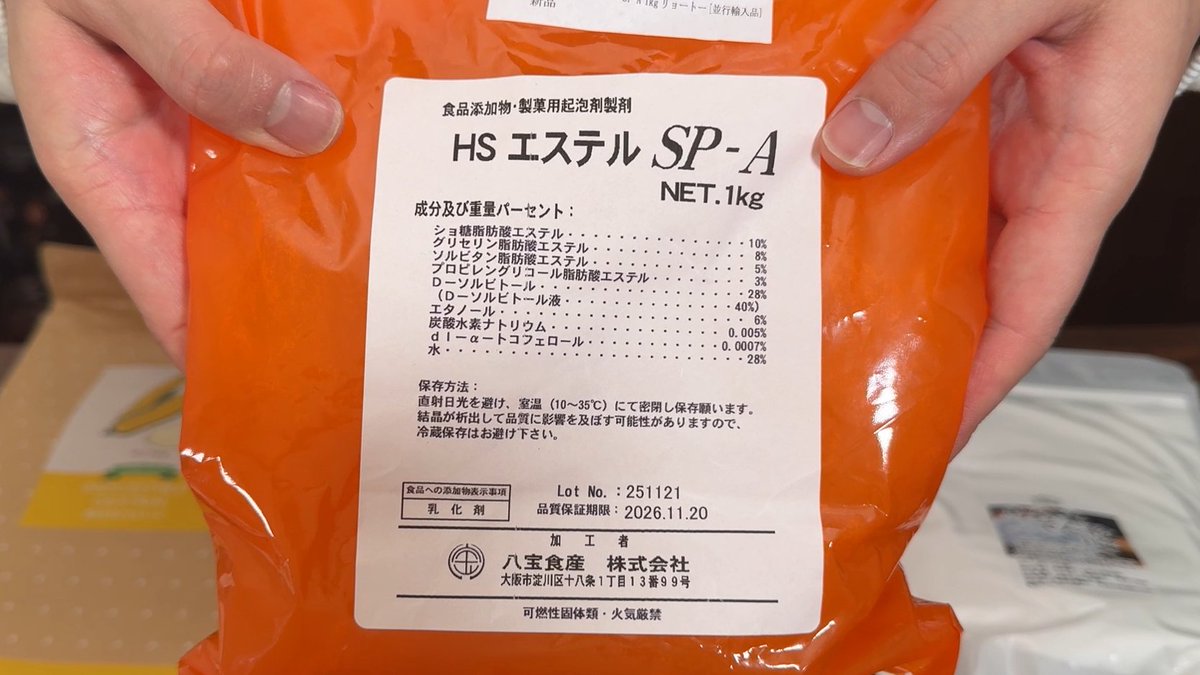 新品
1kg リョートー[並行輸入品]
食品添加物・製菓用起泡剤製剤
HS エステル SP-A
NET.1kg
成分及び重量パーセント：
ショ糖脂肪酸エステル・・・・・・・・・・・・・・・10%
グリセリン脂肪酸エステル・・・・・・・・・・・・・8%
ソルビタン脂肪酸エステル・・・・・・・・・・・・・5%
プロピレングリコール脂肪酸エステル・・・・・・・・3%
D－ソルビトール・・・・・・・・・・・・・・・・・28%
（D－ソルビトール液・・・・・・・・・・・・・・・40%）
エタノール・・・・・・・・・・・・・・・・・・・・6%
炭酸水素ナトリウム・・・・・・・・・・・・・・0.005%
dl－α－トコフェロール・・・・・・・・・・・0.0007%
水・・・・・・・・・・・・・・・・・・・・・・・28%
保存方法：
直射日光を避け、室温（10～35℃）にて密閉し保存願います。
結晶が析出して品質に影響を及ぼす可能性がありますので、
冷蔵保存はお避け下さい。
食品への添加物表示事項
乳化剤
Lot No. ：251121
品質保証期限：2026.11.20
加工者
八宝食産 株式会社
大阪市淀川区十八条1丁目13番99号
可燃性固体類・火気厳禁